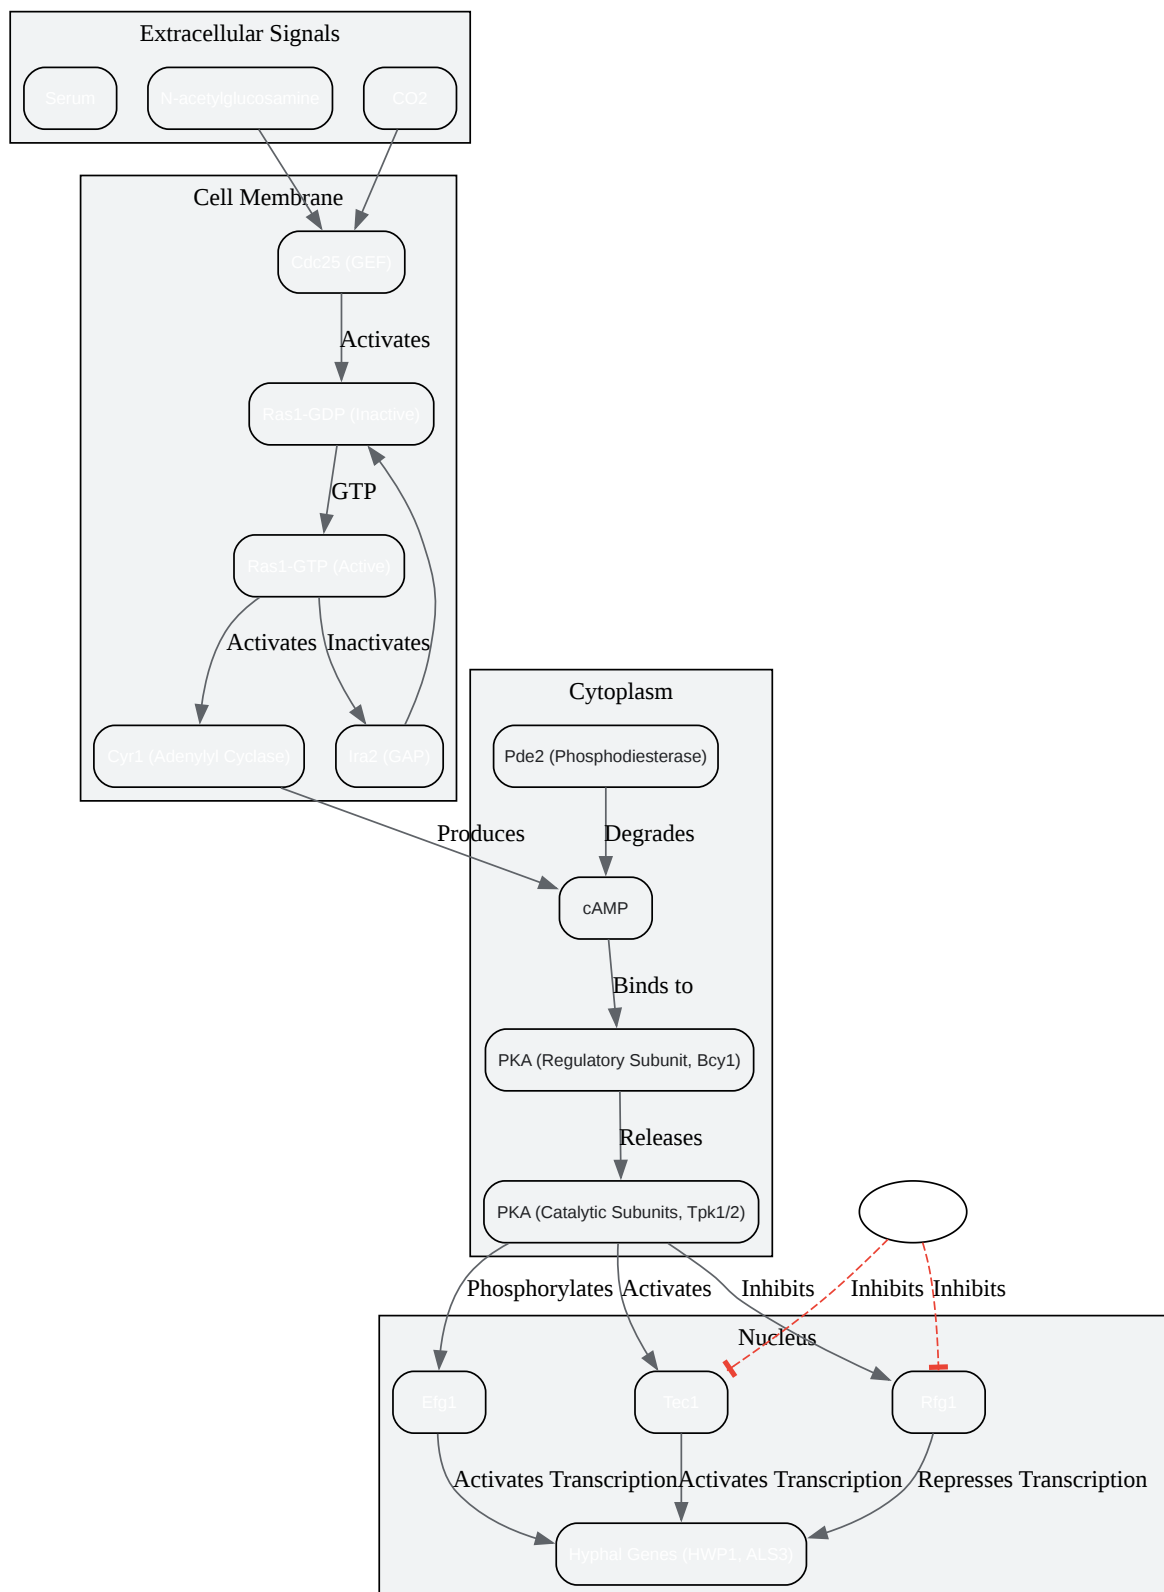 Extracellular Signals
Serum
N-acetylglucosamine
CO2
Cell Membrane
Cdc25 (GEF)
Activates
Ras1-GDP (Inactive)
GTP
Ras1-GTP (Active)
Activates
Inactivates
Cytoplasm
Cyr1 (Adenylyl Cyclase)
Ira2 (GAP)
Pde2 (Phosphodiesterase)
Produces
Degrades
cAMP
Binds to
PKA (Regulatory Subunit, Bcy1)
Releases
PKA (Catalytic Subunits, Tpk1/2)
Phosphorylates
Activates
Inhibits
Inhibits
Inhibits
Nucleus
Efg1
Tec1
Rfg1
Activates Transcription
Activates Transcription
Represses Transcription
Hyphal Genes (HWP1, ALS3)